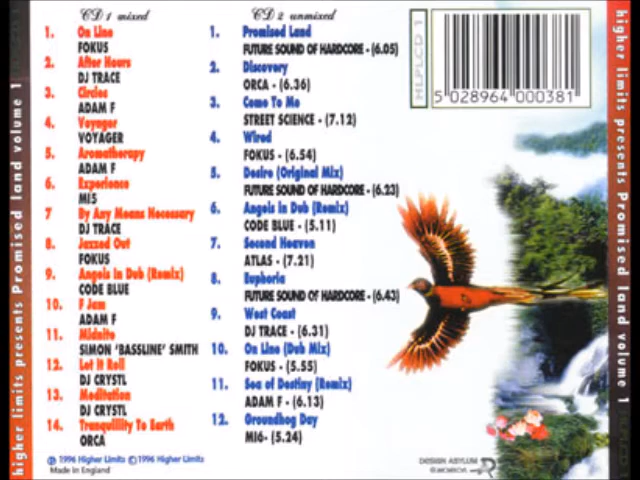 CD 1 mixed
1. On Line
FOKUS
2. After Hours
DJ TRACE
3. Circles
ADAM F
4. Voyager
VOYAGER
5. Aromatherapy
ADAM F
6. Experience
MI5
7 By Any Means Necessary
DJ TRACE
8. Jazzed Out
FOKUS
9. Angels in Dub (Remix)
CODE BLUE
10. F Jam
ADAM F
11. Midnite
SIMON 'BASSLINE' SMITH
12. Let It Roll
DJ CRYSTL
13. Meditation
DJ CRYSTL
14. Tranquillity To Earth
ORCA
℗ 1996 Higher Limits © 1996 Higher Limits
Made in England
CD 2 unmixed
1. Promised Land
FUTURE SOUND OF HARDCORE - (6.05)
2. Discovery
ORCA - (6.36)
3. Come To Me
STREET SCIENCE - (7.12)
4. Wired
FOKUS - (6.54)
5. Desire (Original Mix)
FUTURE SOUND OF HARDCORE - (6.23)
6. Angels in Dub (Remix)
CODE BLUE - (5.11)
7. Second Heaven
ATLAS - (7.21)
8. Euphoria
FUTURE SOUND OF HARDCORE - (6.43)
9. West Coast
DJ TRACE - (6.31)
10. On Line (Dub Mix)
FOKUS - (5.55)
11. Sea of Destiny (Remix)
ADAM F - (6.13)
12. Groundhog Day
MI6- (5.24)
HLPLCD 1
5 028964 000381
DESIGN ASYLUM
higher limits presents Promised land volume 1
higher limits presents Promised land volume 1